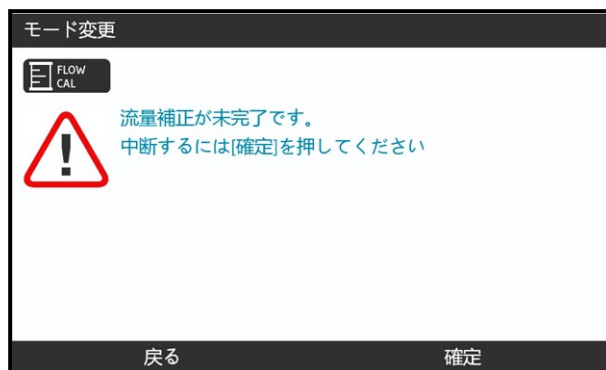 モード変更
FLOW
CAL
流量補正が未完了です。
中断するには[確定]を押してください
戻る 確定